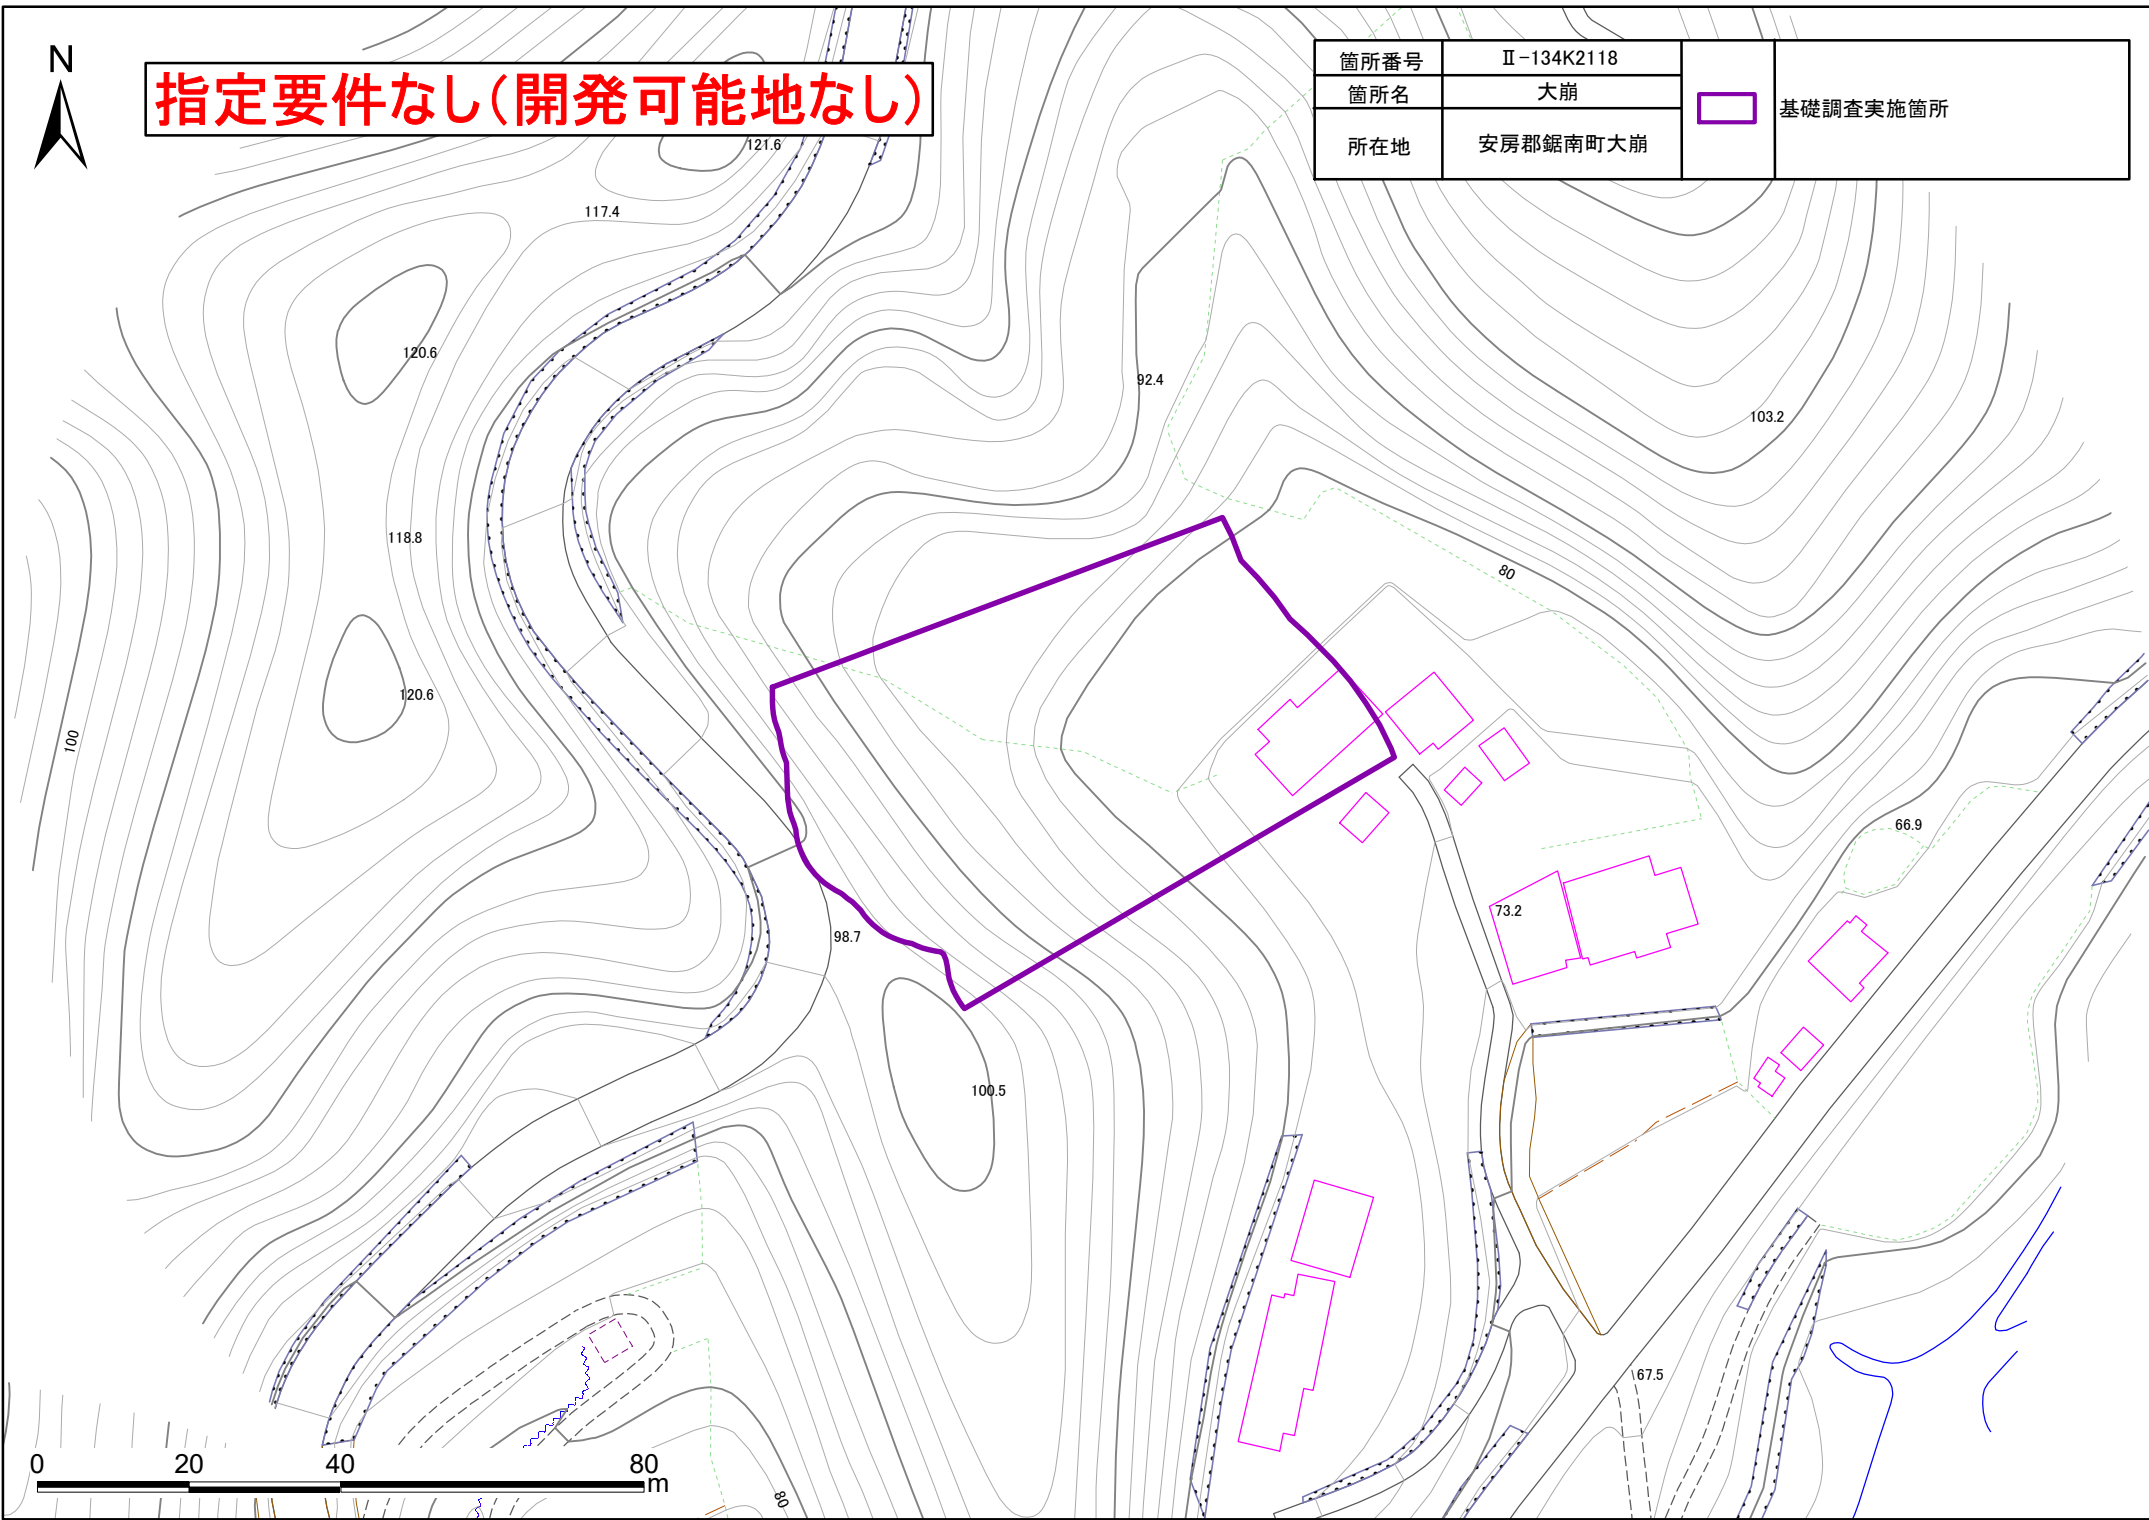 N
指定要件なし(開発可能地なし)
箇所番号 Ⅱ-134K2118
箇所名 大崩
所在地 安房郡鋸南町大崩
基礎調査実施箇所
121.6
117.4
120.6
92.4
103.2
118.8
80
120.6
100
66.9
73.2
98.7
100.5
67.5
80
0 20 40 80
m